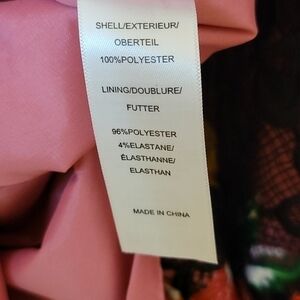 SHELL/EXTERIEUR/
OBERTEIL
100%POLYESTER
LINING/DOUBLURE/
FUTTER
96%POLYESTER
4%ELASTANE/
ÉLASTHANNE/
ELASTHAN
MADE IN CHINA